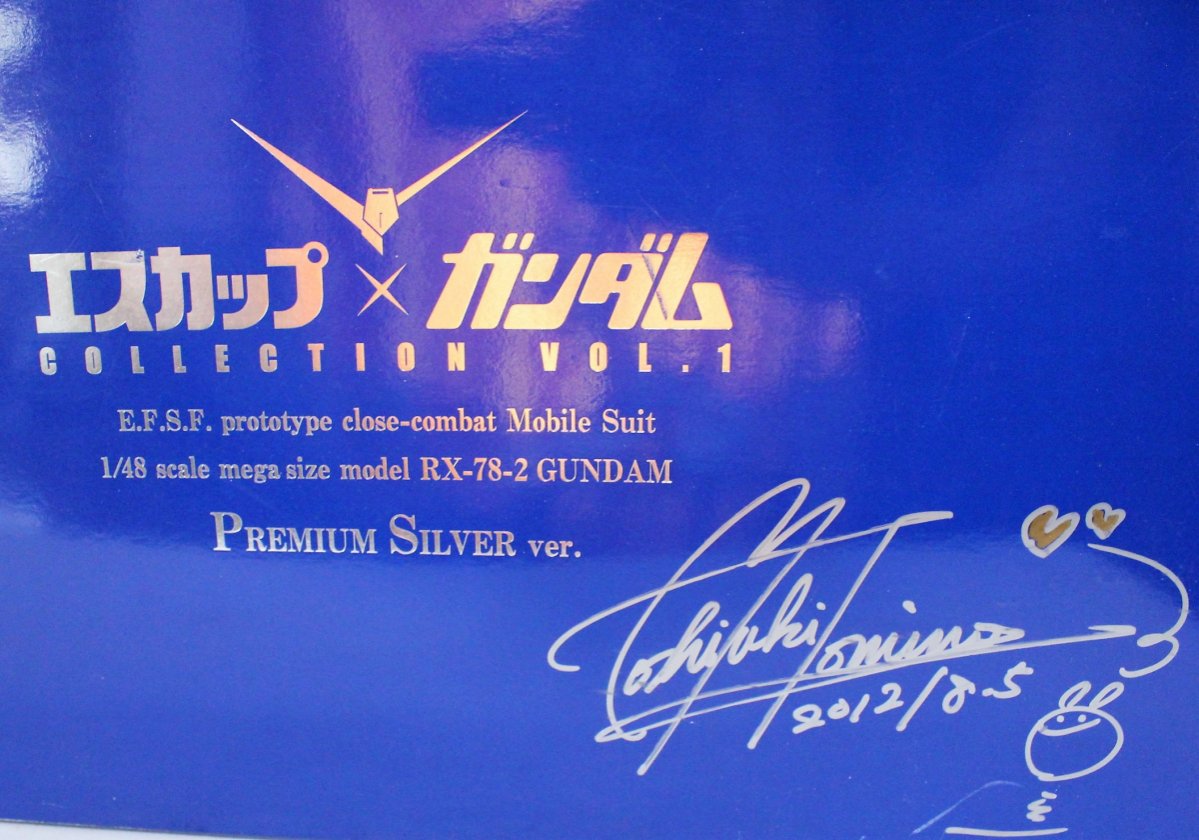 エスカップ×ガンダム
COLLECTION VOL.1
E.F.S.F. prototype close-combat Mobile Suit
1/48 scale mega size model RX-78-2 GUNDAM
PREMIUM SILVER ver.
Yoshiyuki Tomino
2012/8.5